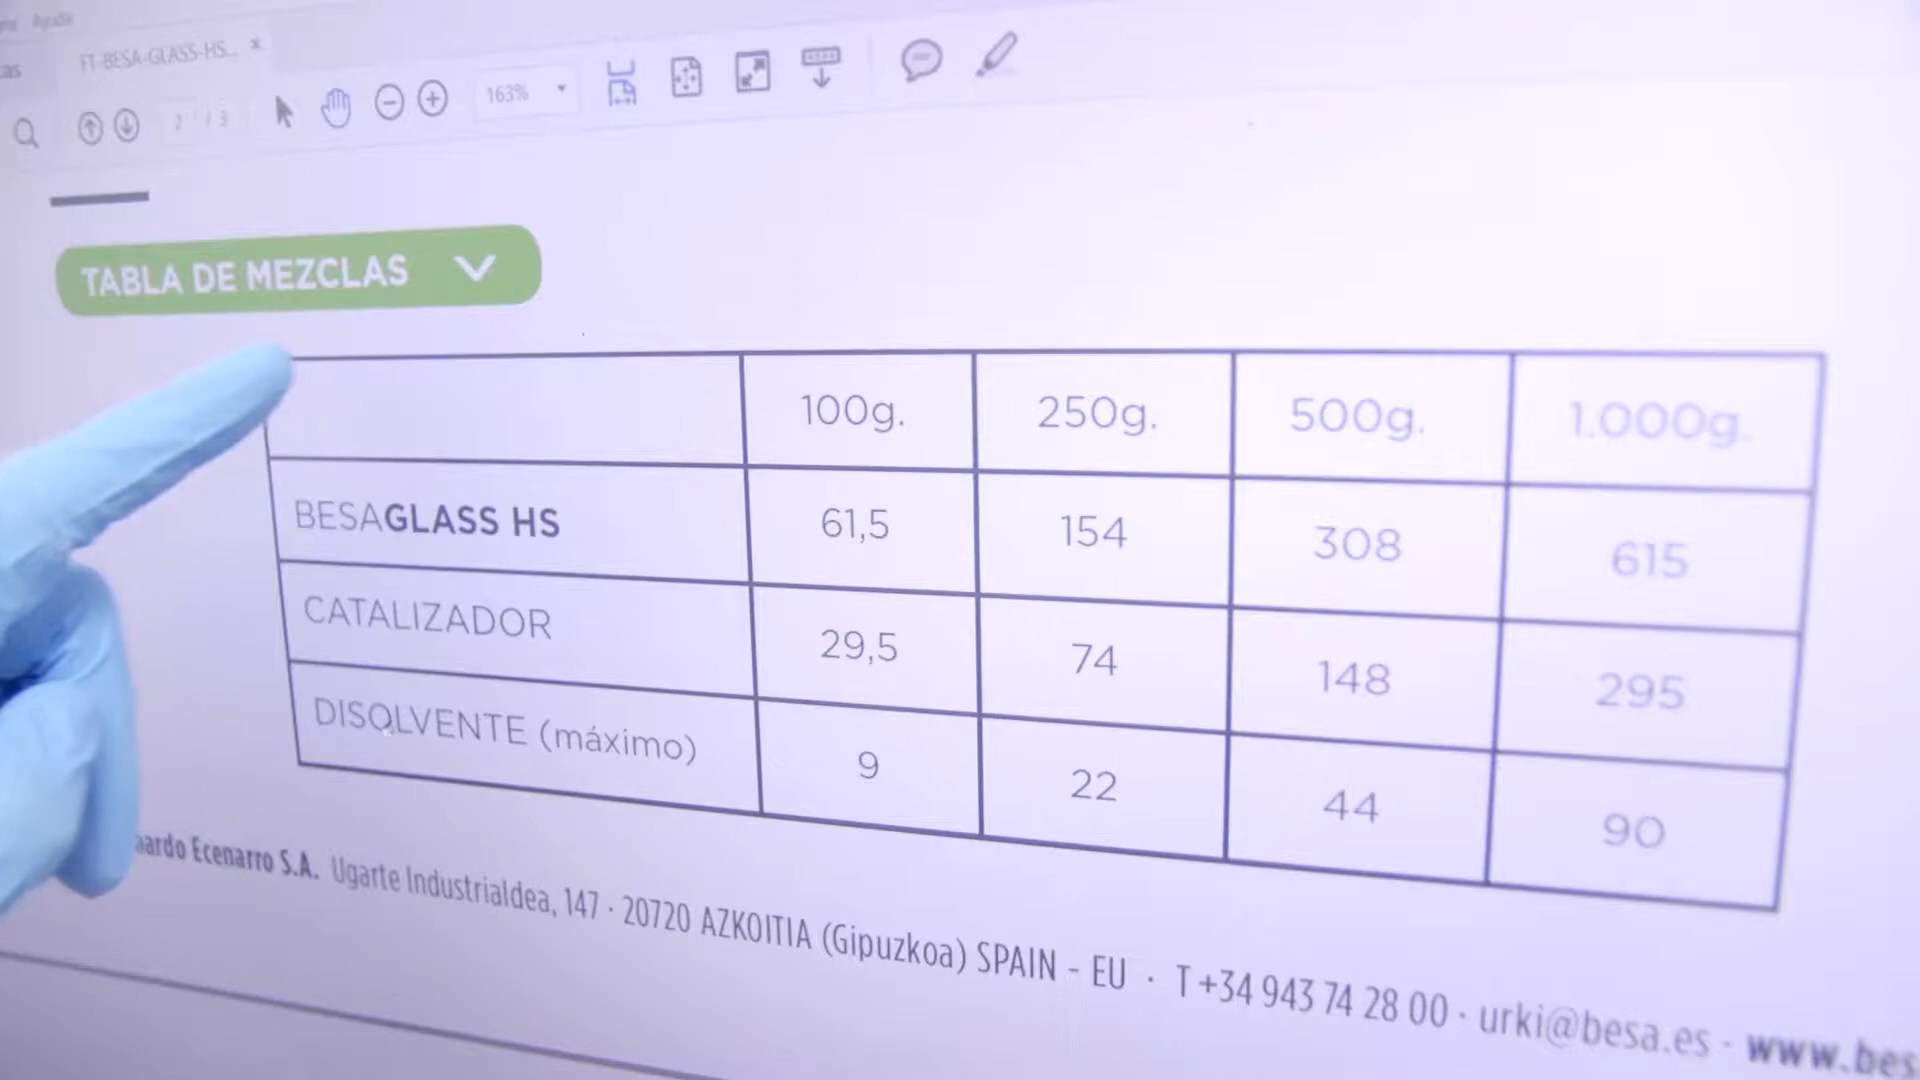 Ayuda
FT-BESA-GLASS-HS... ×
2 / 3 163%
TABLA DE MEZCLAS
100g. 250g. 500g. 1.000g.
BESAGLASS HS 61,5 154 308 615
CATALIZADOR 29,5 74 148 295
DISOLVENTE (máximo) 9 22 44 90
Ecenarro S.A. Ugarte Industrialdea, 147 · 20720 AZKOITIA (Gipuzkoa) SPAIN - EU · T +34 943 74 28 00 · urki@besa.es · www.bes